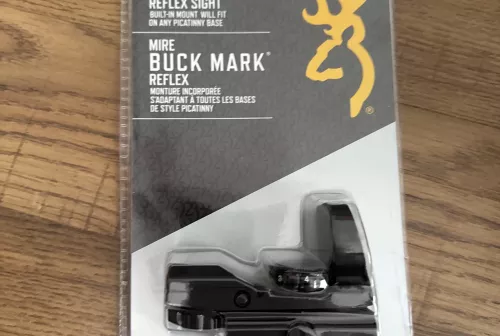 REFLEX SIGHT
BUILT-IN MOUNT WILL FIT
ON ANY PICATINNY BASE
MIRE
BUCK MARK®
REFLEX
MONTURE INCORPORÉE
S'ADAPTANT À TOUTES LES BASES
DE STYLE PICATINNY